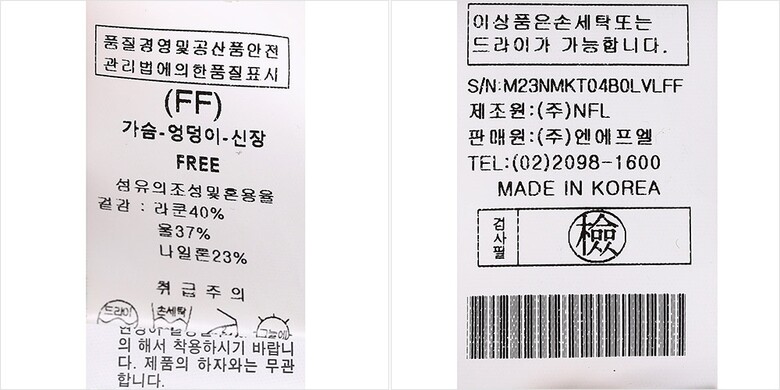 품질경영및공산품안전
관리법에의한품질표시
(FF)
가슴-엉덩이-신장
FREE
섬유의조성및혼용율
겉감 : 라쿤40%
울37%
나일론23%
취급주의
드라이 손세탁 그늘에
의 해서 착용하시기 바랍니
다. 제품의 하자와는 무관
합니다.
이상품은손세탁또는
드라이가 가능합니다.
S/N:M23NMKT04B0LVLFF
제조원:(주)NFL
판매원:(주)엔에프엘
TEL:(02)2098-1600
MADE IN KOREA
검사필
檢